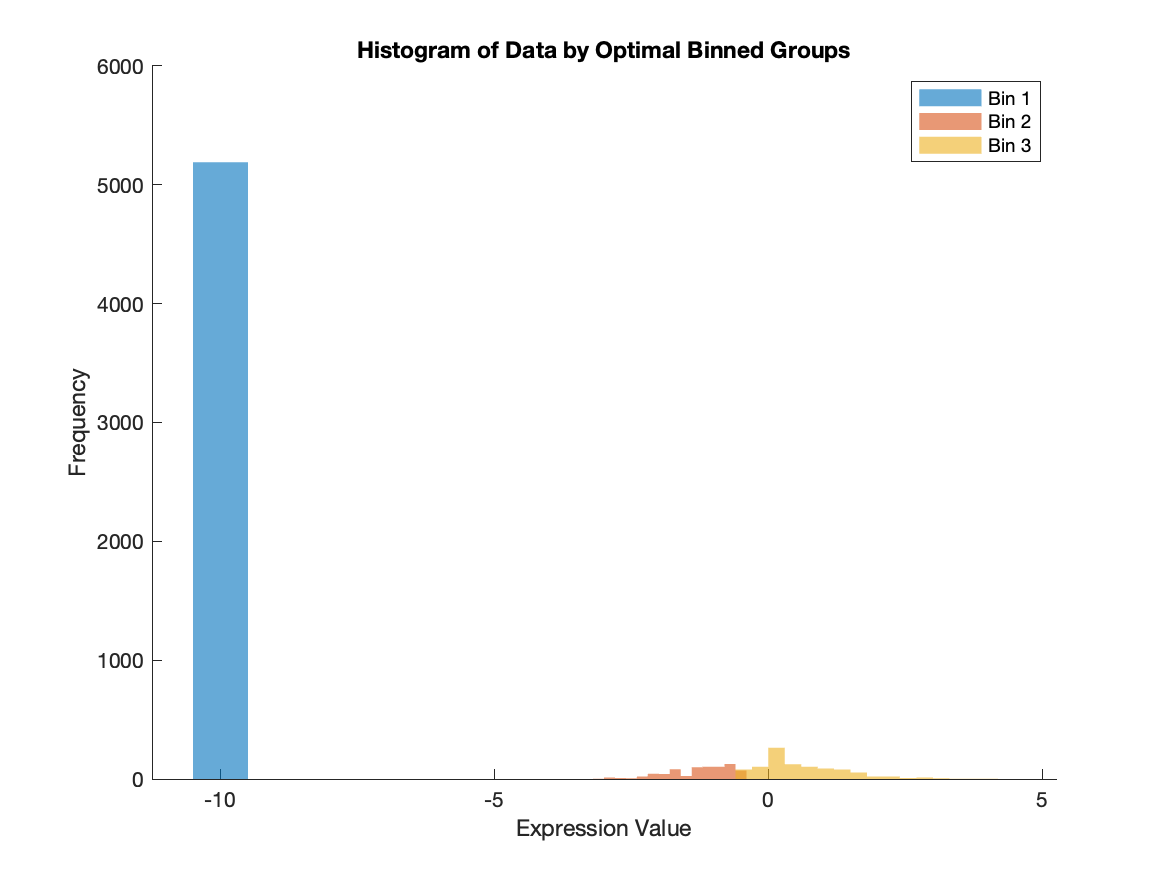 Histogram of Data by Optimal Binned Groups
6000
5000
4000
3000
2000
1000
0
Frequency
Bin 1
Bin 2
Bin 3
-10
-5
0
5
Expression Value